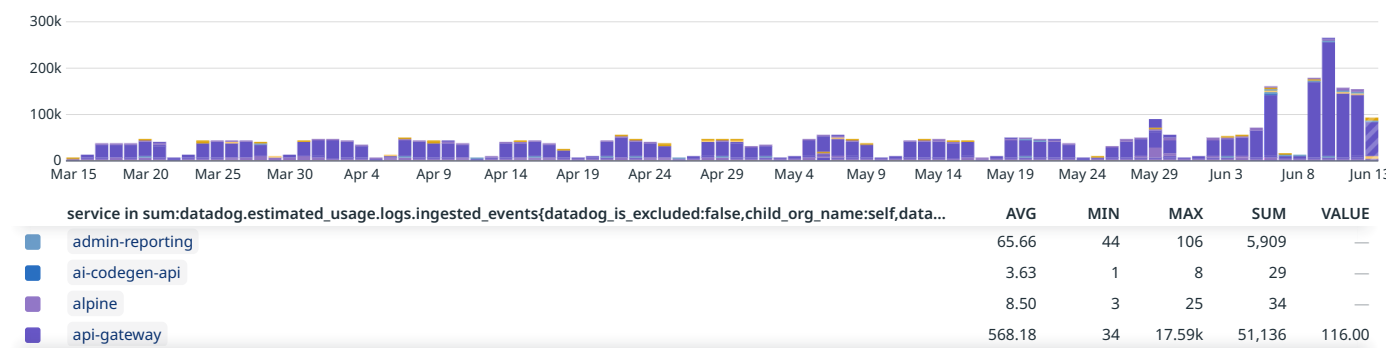 300k
200k
100k
0
Mar 15 Mar 20 Mar 25 Mar 30 Apr 4 Apr 9 Apr 14 Apr 19 Apr 24 Apr 29 May 4 May 9 May 14 May 19 May 24 May 29 Jun 3 Jun 8 Jun 13
service in sum:datadog.estimated_usage.logs.ingested_events{datadog_is_excluded:false,child_org_name:self,data... AVG MIN MAX SUM VALUE
admin-reporting 65.66 44 106 5,909 —
ai-codegen-api 3.63 1 8 29 —
alpine 8.50 3 25 34 —
api-gateway 568.18 34 17.59k 51,136 116.00